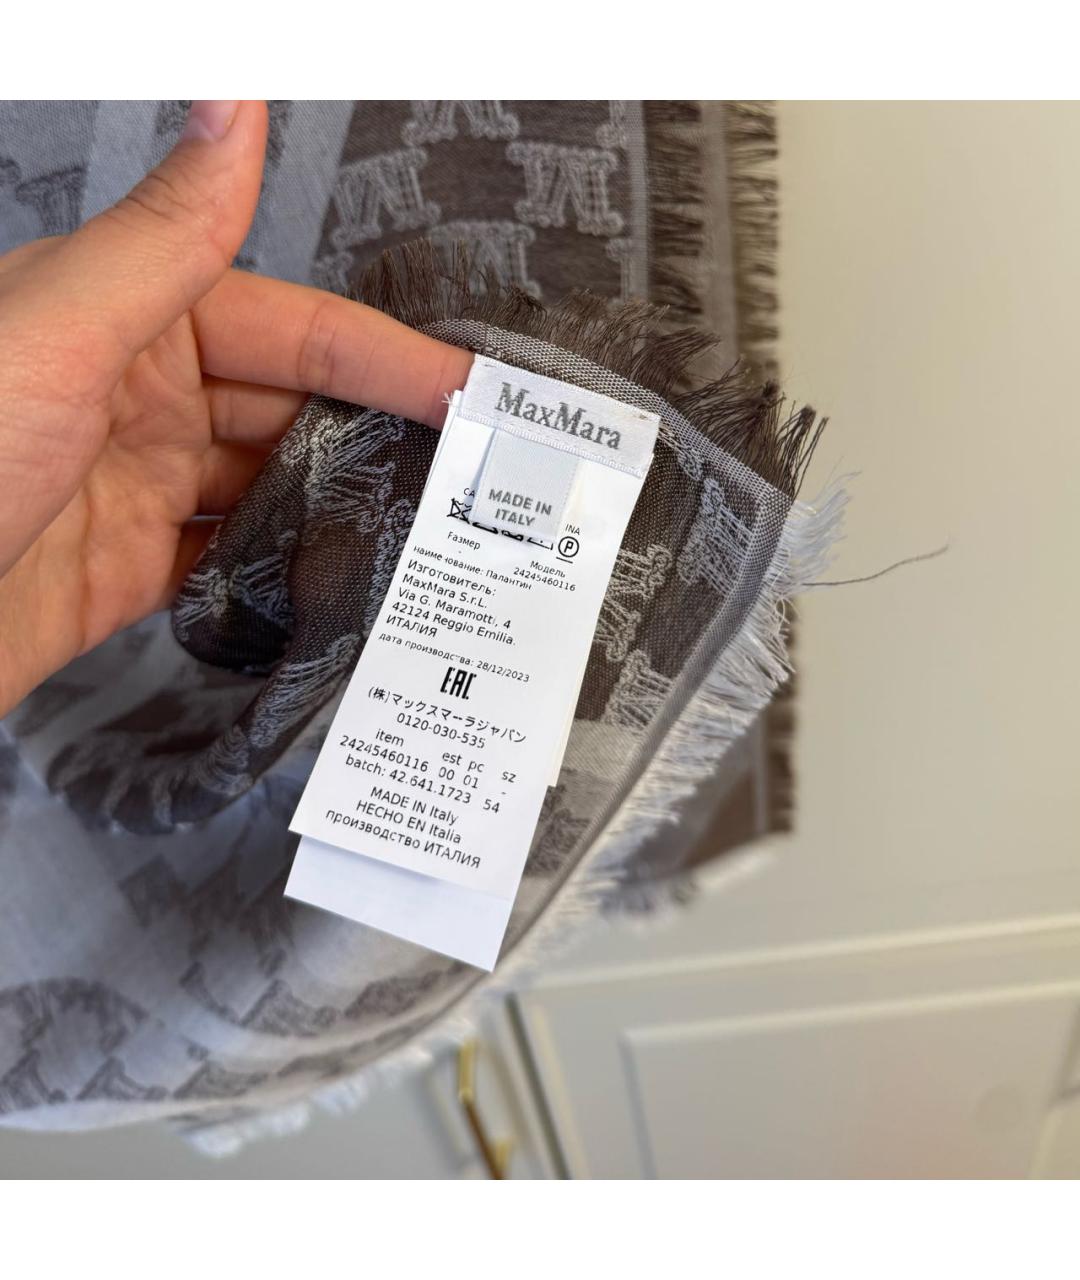 MaxMara
MADE IN
ITALY
CA
INA
P
Размер
-
Модель
наименование: Палантин
24245460116
Изготовитель:
MaxMara S.r.L.
Via G. Maramotti, 4
42124 Reggio Emilia.
ИТАЛИЯ
дата производства: 28/12/2023
EAC
(株)マックスマーラジャパン
0120-030-535
item est pc sz
24245460116 00 01 -
batch: 42.641.1723 54
MADE IN Italy
HECHO EN Italia
производство ИТАЛИЯ